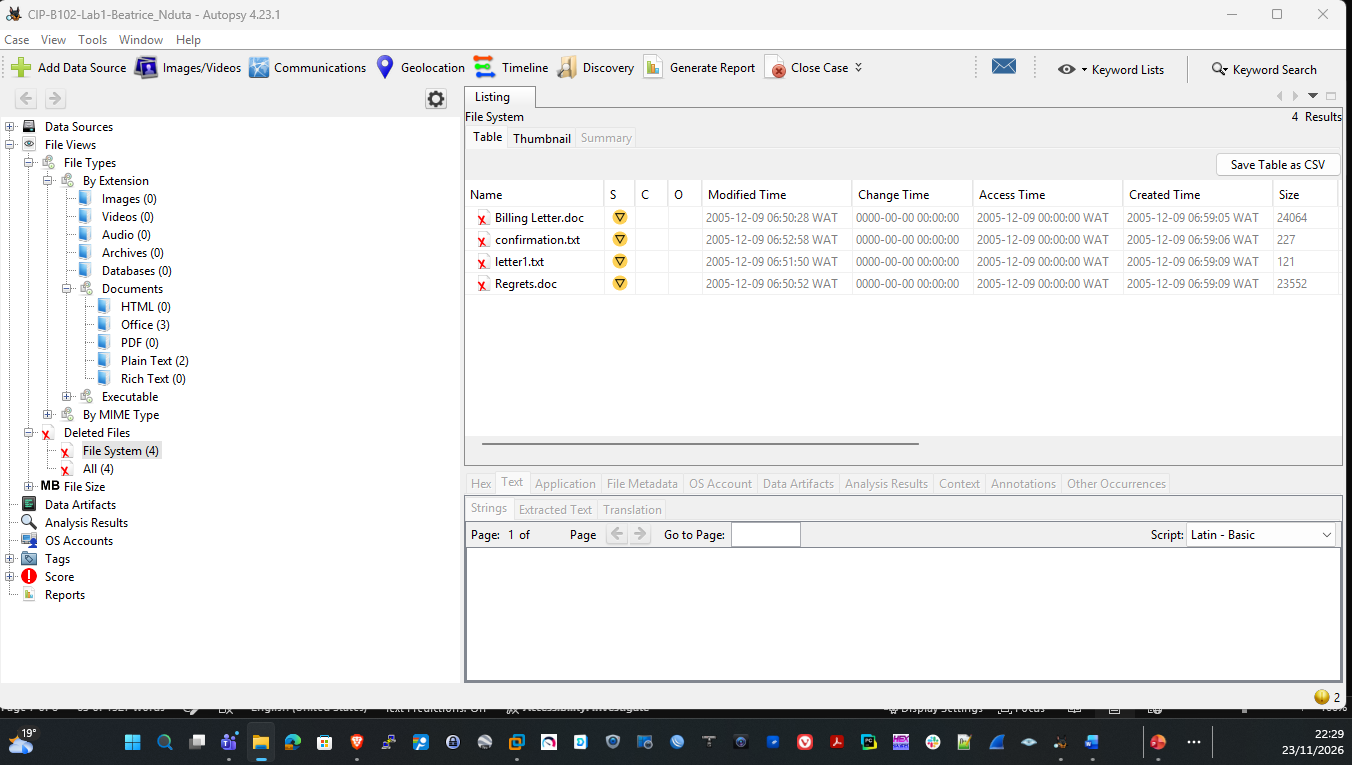 CIP-B102-Lab1-Beatrice_Nduta - Autopsy 4.23.1
Case View Tools Window Help
Add Data Source Images/Videos Communications Geolocation Timeline Discovery Generate Report Close Case Keyword Lists Keyword Search
Listing
File System 4 Results
Table Thumbnail Summary
Save Table as CSV
Name S C O Modified Time Change Time Access Time Created Time Size
Billing Letter.doc 2005-12-09 06:50:28 WAT 0000-00-00 00:00:00 2005-12-09 00:00:00 WAT 2005-12-09 06:59:05 WAT 24064
confirmation.txt 2005-12-09 06:52:58 WAT 0000-00-00 00:00:00 2005-12-09 00:00:00 WAT 2005-12-09 06:59:06 WAT 227
letter1.txt 2005-12-09 06:51:50 WAT 0000-00-00 00:00:00 2005-12-09 00:00:00 WAT 2005-12-09 06:59:09 WAT 121
Regrets.doc 2005-12-09 06:50:52 WAT 0000-00-00 00:00:00 2005-12-09 00:00:00 WAT 2005-12-09 06:59:09 WAT 23552
Data Sources
File Views
File Types
By Extension
Images (0)
Videos (0)
Audio (0)
Archives (0)
Databases (0)
Documents
HTML (0)
Office (3)
PDF (0)
Plain Text (2)
Rich Text (0)
Executable
By MIME Type
Deleted Files
File System (4)
All (4)
MB File Size
Data Artifacts
Analysis Results
OS Accounts
Tags
Score
Reports
Hex Text Application File Metadata OS Account Data Artifacts Analysis Results Context Annotations Other Occurrences
Strings Extracted Text Translation
Page: 1 of Page Go to Page: Script: Latin - Basic
2
19°
22:29
23/11/2026